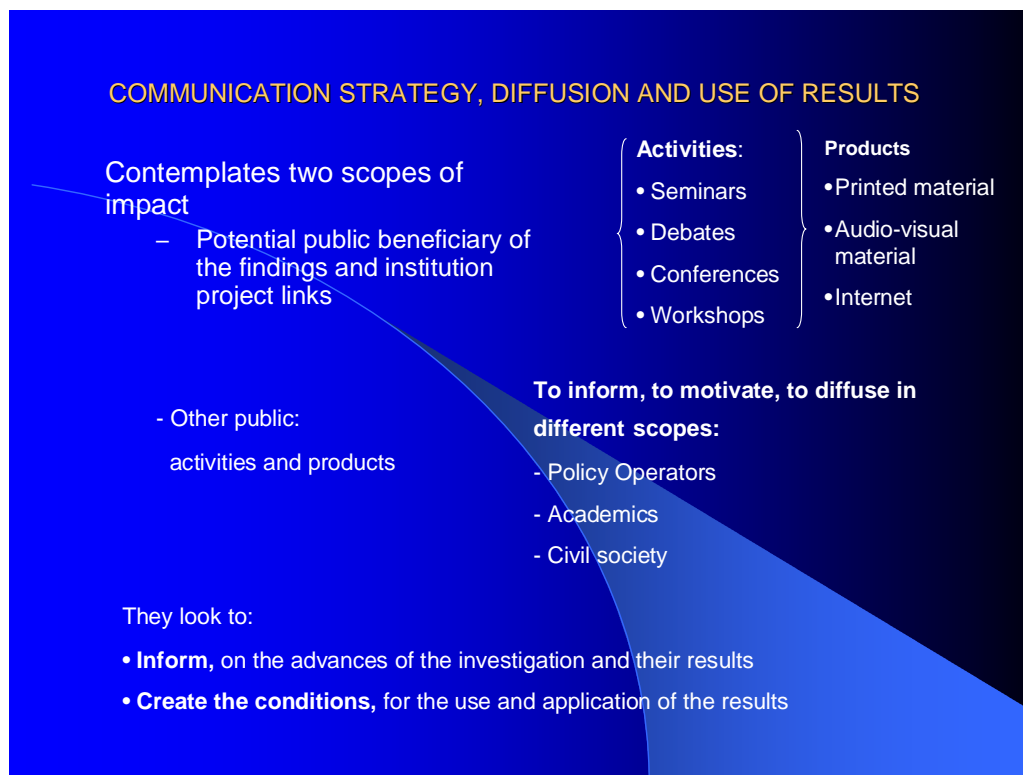 COMMUNICATION STRATEGY, DIFFUSION AND USE OF RESULTS
Contemplates two scopes of
impact
– Potential public beneficiary of
the findings and institution
project links
Activities:
• Seminars
• Debates
• Conferences
• Workshops
Products
•Printed material
•Audio-visual
material
•Internet
- Other public:
activities and products
To inform, to motivate, to diffuse in
different scopes:
- Policy Operators
- Academics
- Civil society
They look to:
• Inform, on the advances of the investigation and their results
• Create the conditions, for the use and application of the results